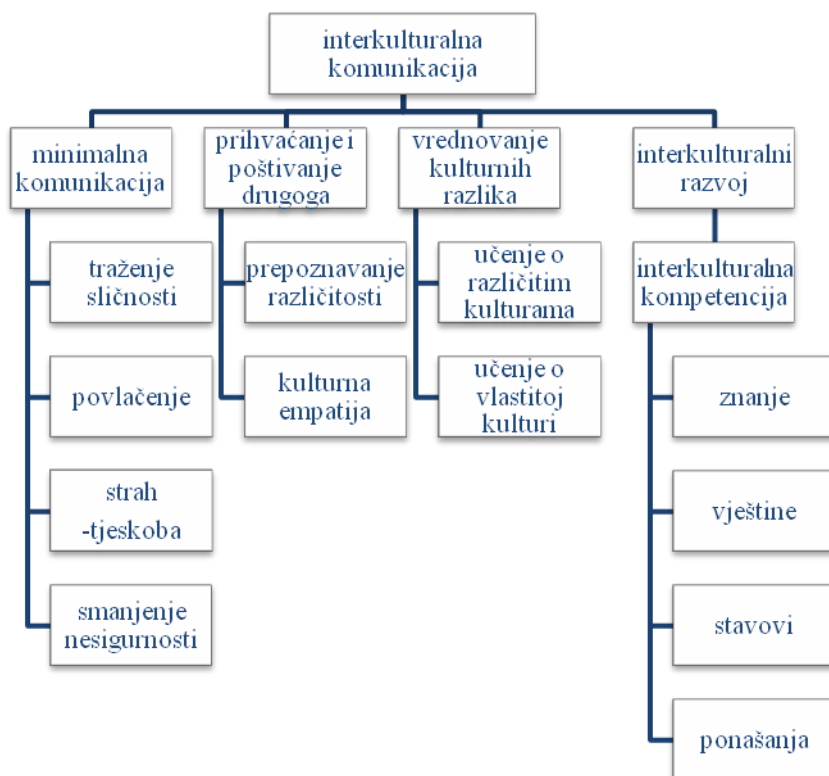 interkulturalna
komunikacija
minimalna
komunikacija
prihvaćanje i
poštivanje
drugoga
vrednovanje
kulturnih
razlika
interkulturalni
razvoj
traženje
sličnosti
prepoznavanje
različitosti
učenje o
različitim
kulturama
interkulturalna
kompetencija
povlačenje
kulturna
empatija
učenje o
vlastitoj
kulturi
znanje
strah
-tjeskoba
vještine
smanjenje
nesigurnosti
stavovi
ponašanja